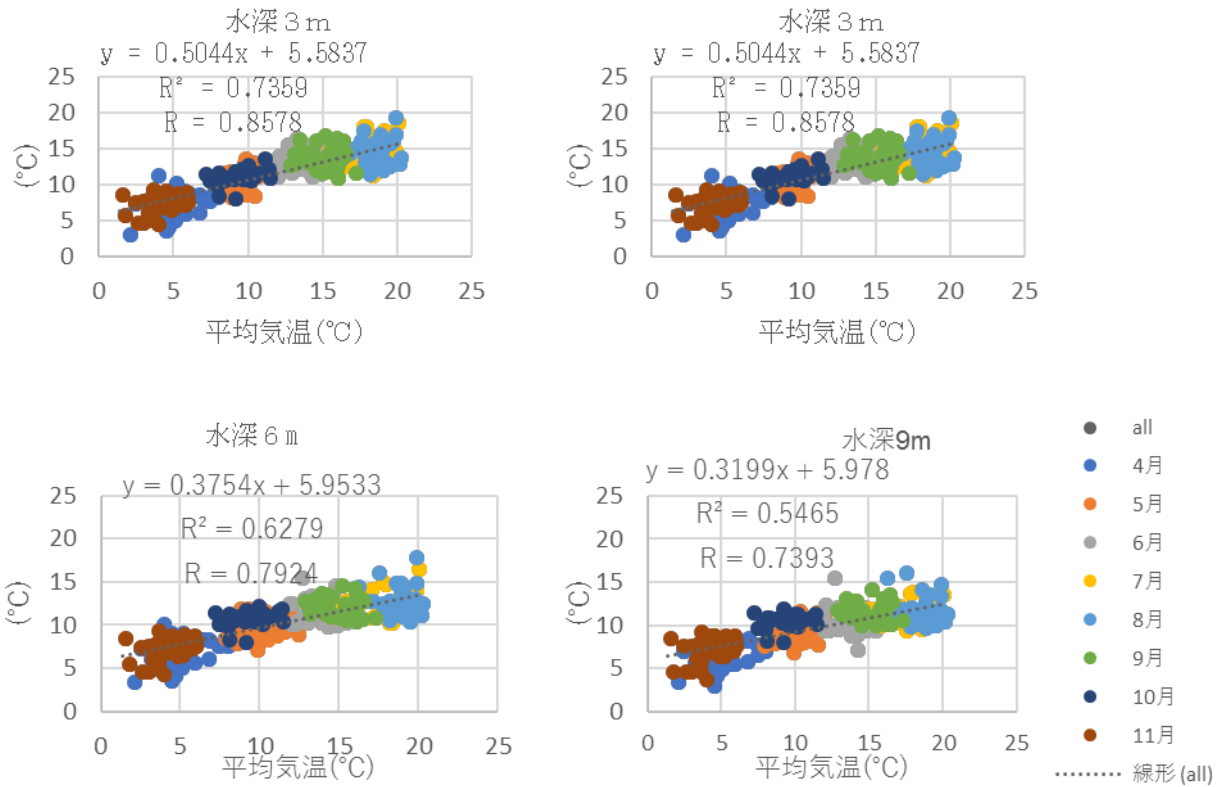 水深３ｍ
y = 0.5044x + 5.5837
R² = 0.7359
R = 0.8578
25
20
15
10
5
0
(℃)
0 5 10 15 20 25
平均気温(℃)
水深３ｍ
y = 0.5044x + 5.5837
R² = 0.7359
R = 0.8578
25
20
15
10
5
0
(℃)
0 5 10 15 20 25
平均気温(℃)
水深６ｍ
y = 0.3754x + 5.9533
R² = 0.6279
R = 0.7924
25
20
15
10
5
0
(℃)
0 5 10 15 20 25
平均気温(℃)
水深9m
y = 0.3199x + 5.978
R² = 0.5465
R = 0.7393
25
20
15
10
5
0
(℃)
0 5 10 15 20 25
平均気温(℃)
all
4月
5月
6月
7月
8月
9月
10月
11月
線形 (all)